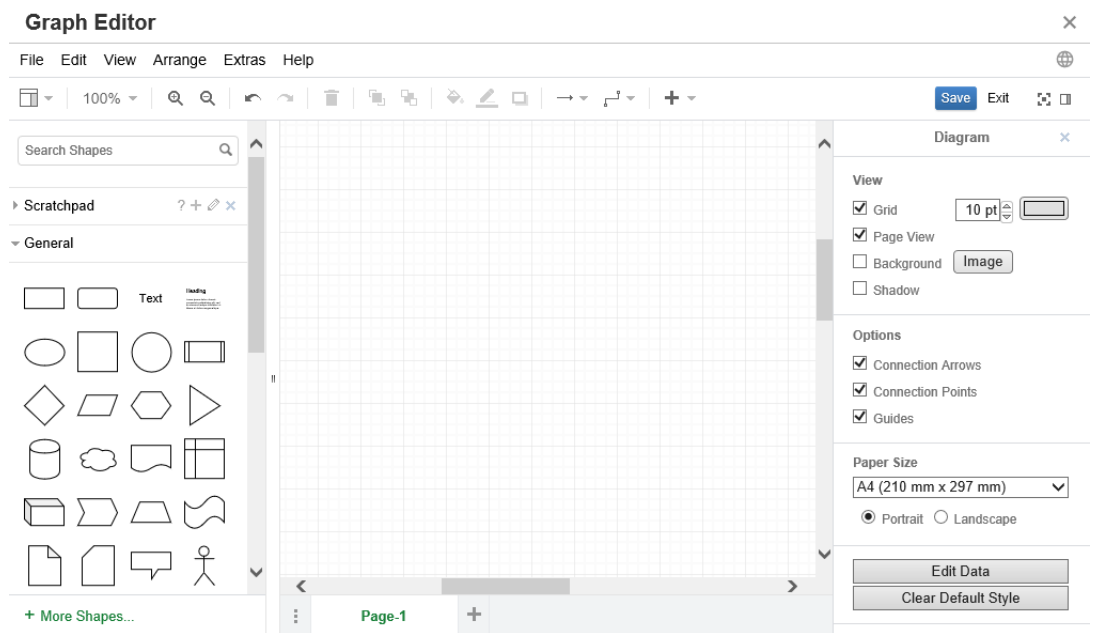 Graph Editor
File Edit View Arrange Extras Help
100%
Save Exit
Search Shapes
Scratchpad ?
General
Text
Heading
More Shapes...
Page-1
Diagram
View
Grid 10 pt
Page View
Background Image
Shadow
Options
Connection Arrows
Connection Points
Guides
Paper Size
A4 (210 mm x 297 mm)
Portrait Landscape
Edit Data
Clear Default Style